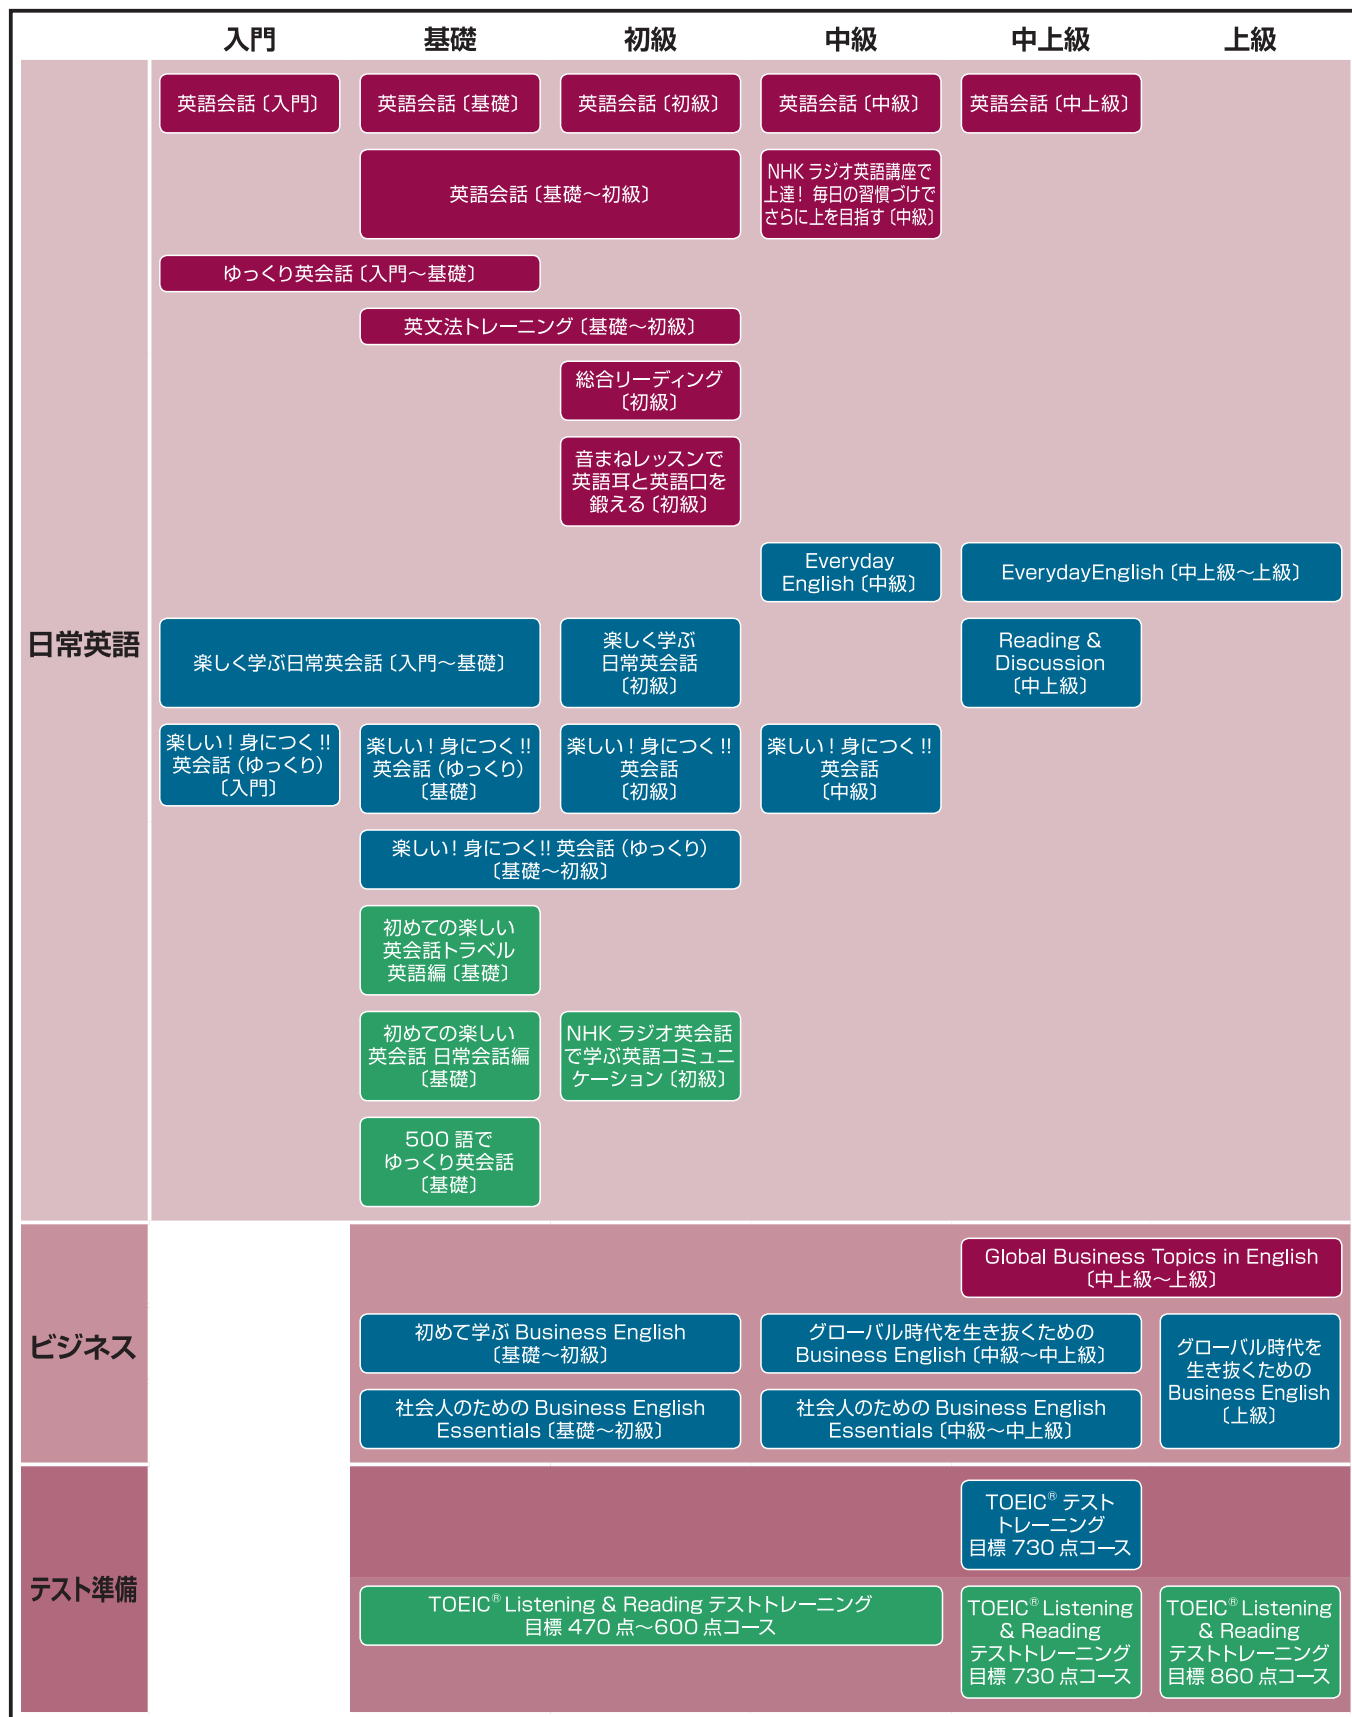 入門 基礎 初級 中級 中上級 上級
日常英語
英語会話〔入門〕
英語会話〔基礎〕
英語会話〔初級〕
英語会話〔中級〕
英語会話〔中上級〕
英語会話〔基礎～初級〕
NHK ラジオ英語講座で
上達！ 毎日の習慣づけで
さらに上を目指す〔中級〕
ゆっくり英会話〔入門～基礎〕
英文法トレーニング〔基礎～初級〕
総合リーディング
〔初級〕
音まねレッスンで
英語耳と英語口を
鍛える〔初級〕
Everyday
English〔中級〕
EverydayEnglish〔中上級～上級〕
楽しく学ぶ日常英会話〔入門～基礎〕
楽しく学ぶ
日常英会話
〔初級〕
Reading &
Discussion
〔中上級〕
楽しい！身につく!!
英会話（ゆっくり）
〔入門〕
楽しい！身につく!!
英会話（ゆっくり）
〔基礎〕
楽しい！身につく!!
英会話
〔初級〕
楽しい！身につく!!
英会話
〔中級〕
楽しい！身につく!! 英会話（ゆっくり）
〔基礎～初級〕
初めての楽しい
英会話トラベル
英語編〔基礎〕
初めての楽しい
英会話 日常会話編
〔基礎〕
NHK ラジオ英会話
で学ぶ英語コミュニ
ケーション〔初級〕
500 語で
ゆっくり英会話
〔基礎〕
ビジネス
Global Business Topics in English
〔中上級～上級〕
初めて学ぶ Business English
〔基礎～初級〕
グローバル時代を生き抜くための
Business English〔中級～中上級〕
グローバル時代を
生き抜くための
Business English
〔上級〕
社会人のための Business English
Essentials〔基礎～初級〕
社会人のための Business English
Essentials〔中級～中上級〕
テスト準備
TOEIC® テスト
トレーニング
目標 730 点コース
TOEIC® Listening & Reading テストトレーニング
目標 470 点～600 点コース
TOEIC® Listening
& Reading
テストトレーニング
目標 730 点コース
TOEIC® Listening
& Reading
テストトレーニング
目標 860 点コース